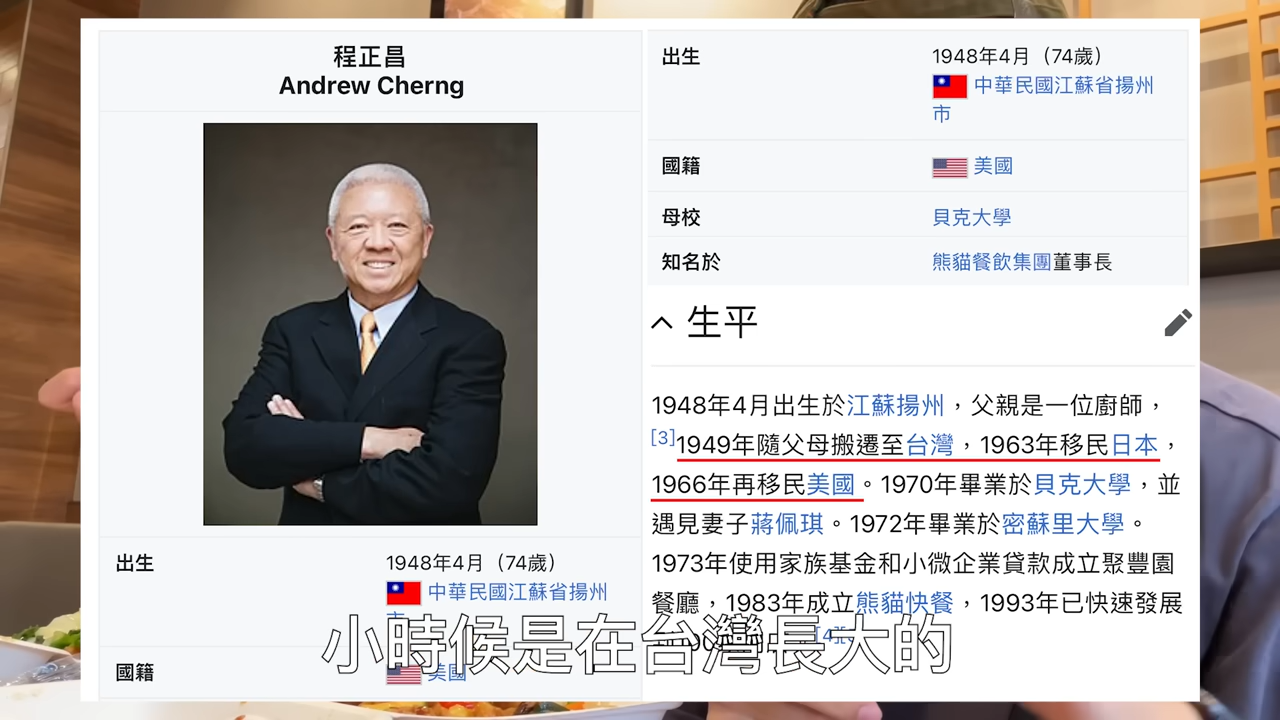 程正昌
Andrew Cherng
出生
1948年4月（74歲）
中華民國江蘇省揚州
國籍
美國
出生
1948年4月（74歲）
中華民國江蘇省揚州
市
國籍
美國
母校
貝克大學
知名於
熊貓餐飲集團董事長
生平
1948年4月出生於江蘇揚州，父親是一位廚師，
[3]1949年隨父母搬遷至台灣，1963年移民日本，
1966年再移民美國。1970年畢業於貝克大學，並
遇見妻子蔣佩琪。1972年畢業於密蘇里大學。
1973年使用家族基金和小微企業貸款成立聚豐園
餐廳，1983年成立熊貓快餐，1993年已快速發展
小時候是在台灣長大的